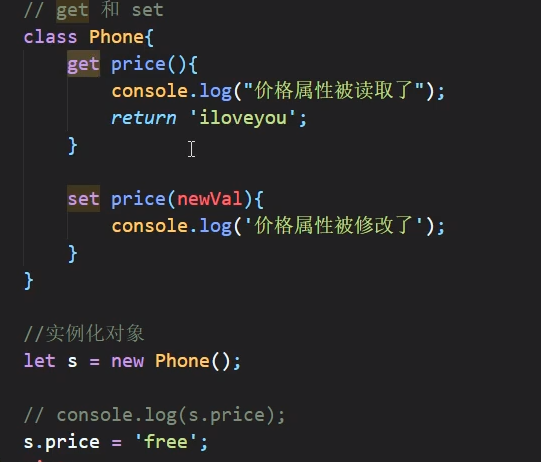 // get 和 set
class Phone{
get price(){
console.log("价格属性被读取了");
return 'iloveyou';
}
set price(newVal){
console.log('价格属性被修改了');
}
}
//实例化对象
let s = new Phone();
// console.log(s.price);
s.price = 'free';